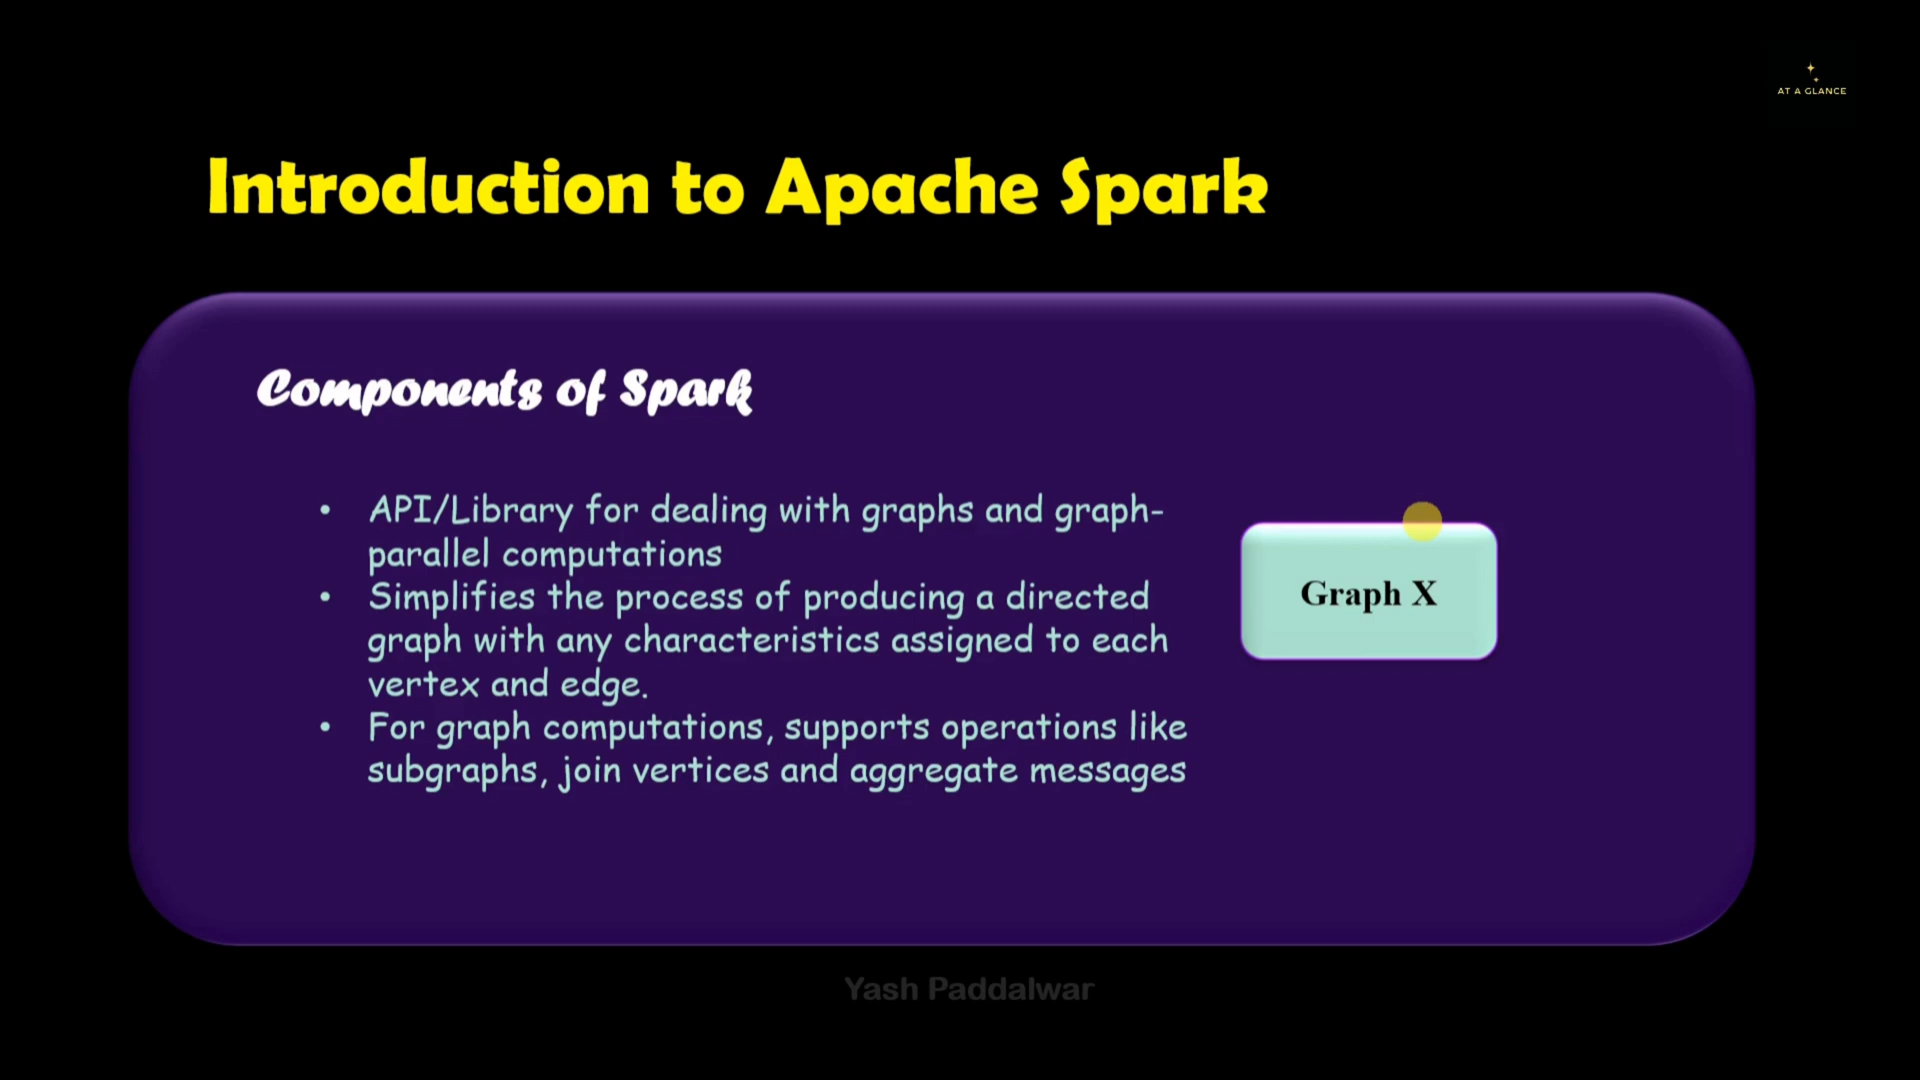 AT A GLANCE
Introduction to Apache Spark
Components of Spark
• API/Library for dealing with graphs and graph-
parallel computations
• Simplifies the process of producing a directed
graph with any characteristics assigned to each
vertex and edge.
• For graph computations, supports operations like
subgraphs, join vertices and aggregate messages
Graph X
Yash Paddalwar